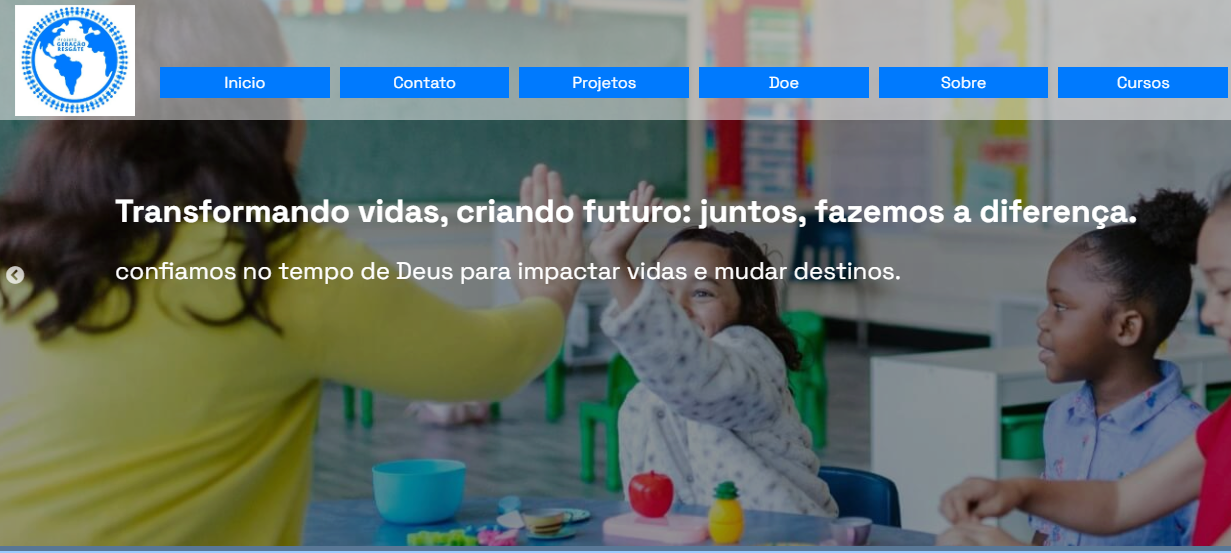 PROJETO
GERAÇÃO
RESGATE
Inicio
Contato
Projetos
Doe
Sobre
Cursos
Transformando vidas, criando futuro: juntos, fazemos a diferença.
confiamos no tempo de Deus para impactar vidas e mudar destinos.